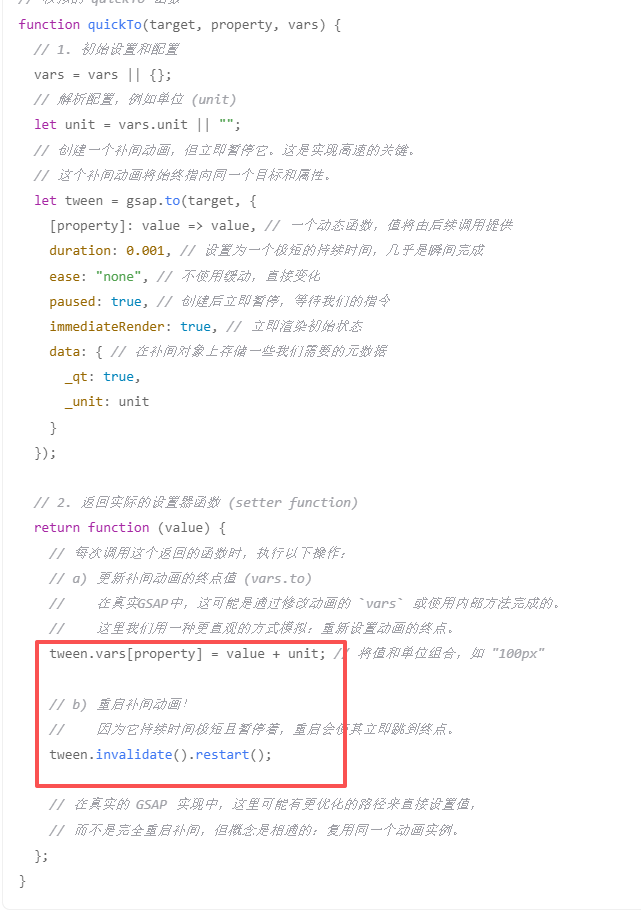 function quickTo(target, property, vars) {
// 1. 初始设置和配置
vars = vars || {};
// 解析配置，例如单位 (unit)
let unit = vars.unit || "";
// 创建一个补间动画，但立即暂停它。这是实现高速的关键。
// 这个补间动画将始终指向同一个目标和属性。
let tween = gsap.to(target, {
[property]: value => value, // 一个动态函数，值将由后续调用提供
duration: 0.001, // 设置为一个极短的持续时间，几乎是瞬间完成
ease: "none", // 不使用缓动，直接变化
paused: true, // 创建后立即暂停，等待我们的指令
immediateRender: true, // 立即渲染初始状态
data: { // 在补间对象上存储一些我们需要的元数据
_qt: true,
_unit: unit
}
});
// 2. 返回实际的设置器函数 (setter function)
return function (value) {
// 每次调用这个返回的函数时，执行以下操作：
// a) 更新补间动画的终点值 (vars.to)
//    在真实GSAP中，这可能是通过修改动画的 `vars` 或使用内部方法完成的。
//    这里我们用一种更直观的方式模拟：重新设置动画的终点。
tween.vars[property] = value + unit; // 将值和单位组合，如 "100px"
// b) 重启补间动画！
//    因为它持续时间极短且暂停着，重启会使其立即跳到终点。
tween.invalidate().restart();
// 在真实的 GSAP 实现中，这里可能有更优化的路径来直接设置值，
// 而不是完全重启补间，但概念是相通的：复用同一个动画实例。
};
}